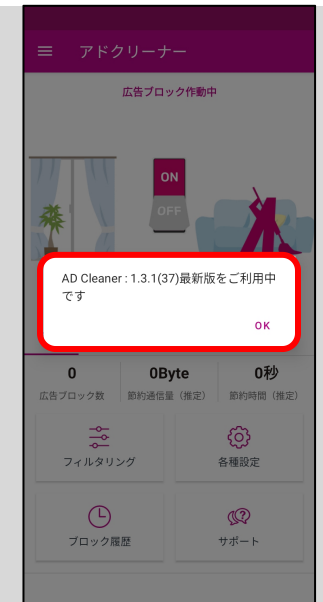 アドクリーナー
広告ブロック作動中
ON
OFF
AD Cleaner : 1.3.1(37)最新版をご利用中
です
OK
0 0Byte 0秒
広告ブロック数 節約通信量（推定） 節約時間（推定）
フィルタリング 各種設定
ブロック履歴 サポート